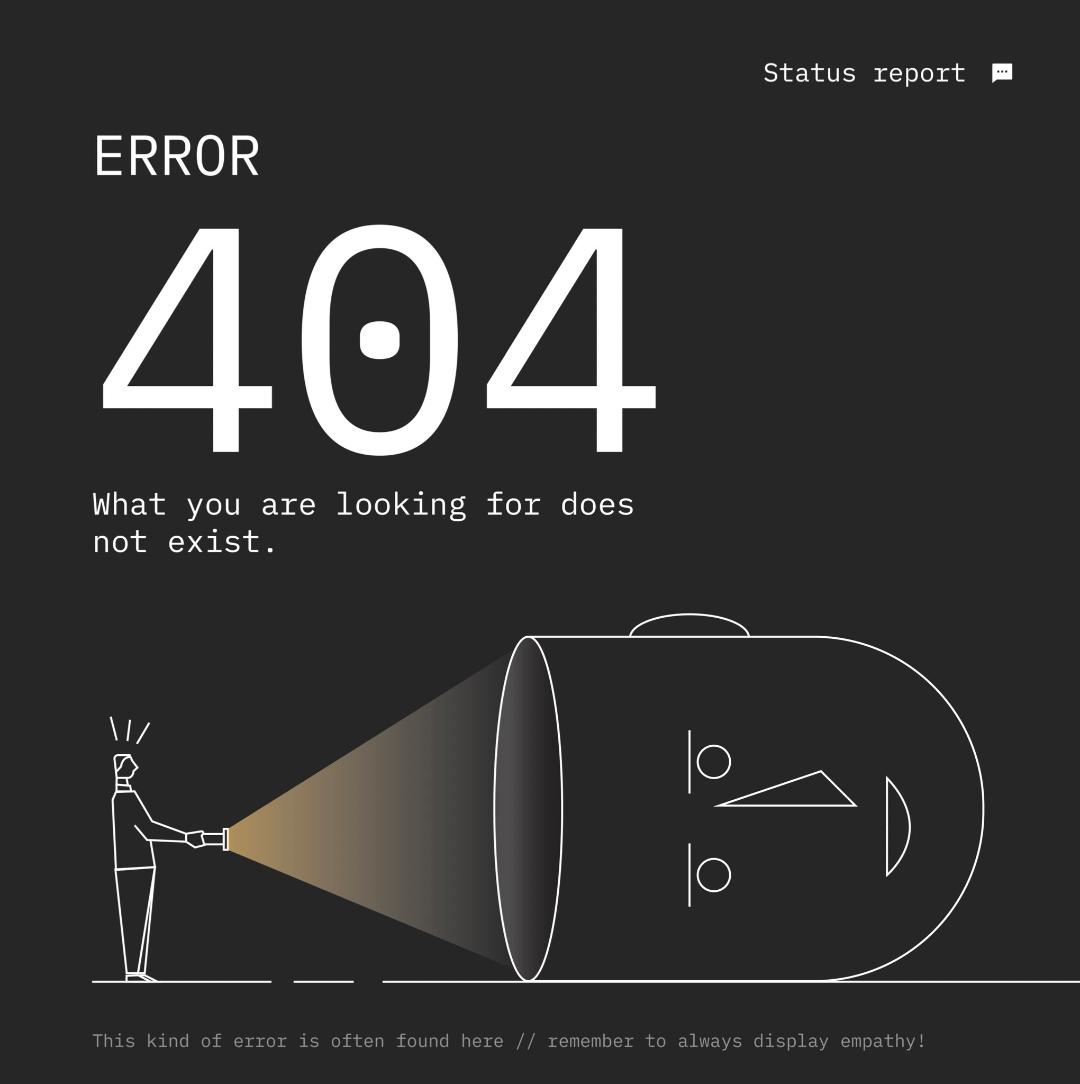 Status report
ERROR
404
What you are looking for does
not exist.
This kind of error is often found here // remember to always display empathy!